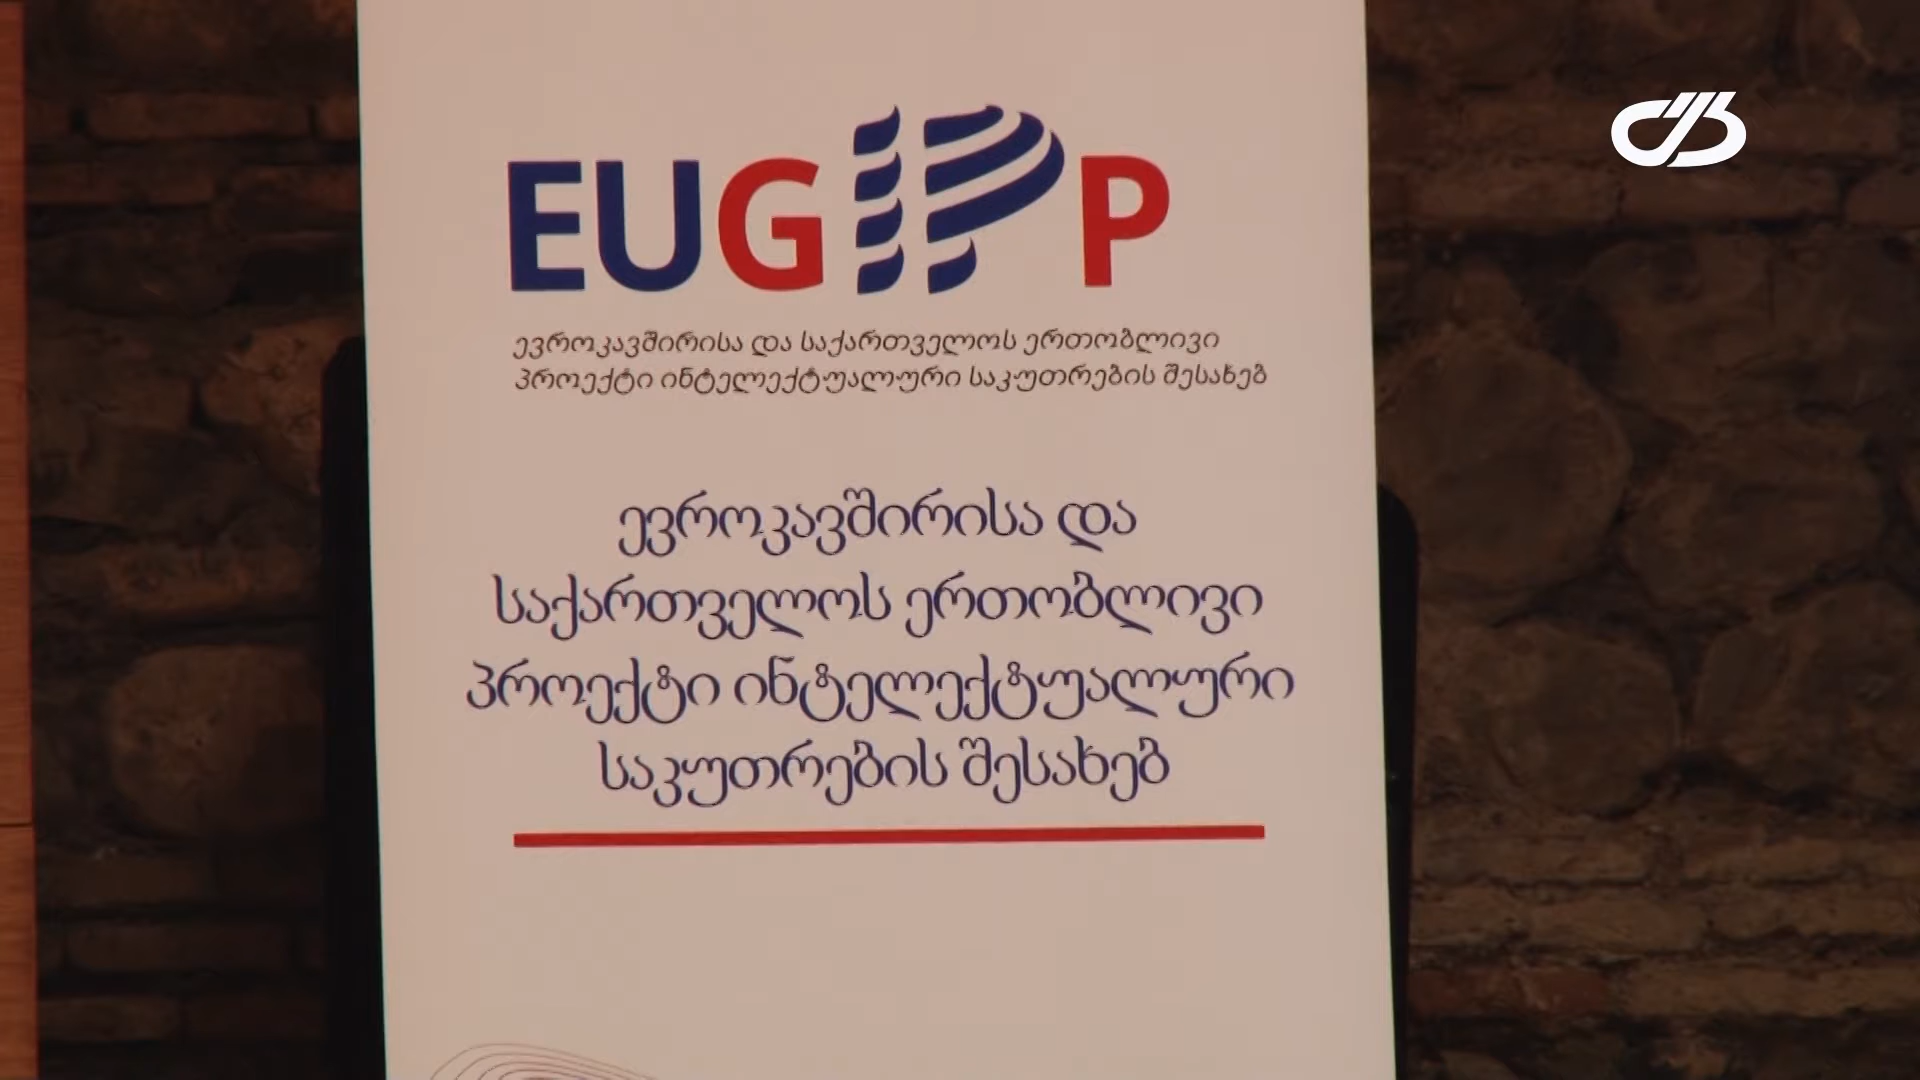 EUGIPP
ევროკავშირისა და საქართველოს ერთობლივი
პროექტი ინტელექტუალური საკუთრების შესახებ
ევროკავშირისა და
საქართველოს ერთობლივი
პროექტი ინტელექტუალური
საკუთრების შესახებ